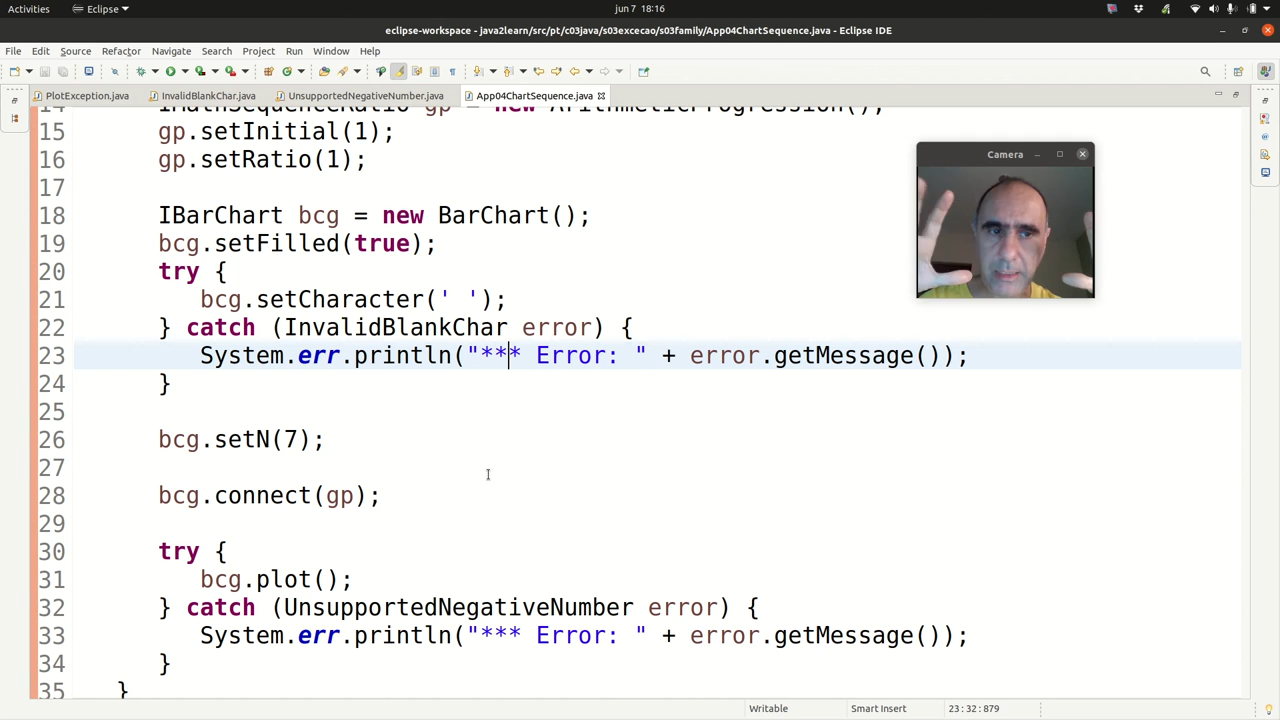 Activities
Eclipse
jun 7 18:16
eclipse-workspace - java2learn/src/pt/c03java/s03excecao/s03family/App04ChartSequence.java - Eclipse IDE
File Edit Source Refactor Navigate Search Project Run Window Help
PlotException.java InvalidBlankChar.java UnsupportedNegativeNumber.java App04ChartSequence.java
14 IMathSequenceRatio gp = new ArithmeticProgression();
15 gp.setInitial(1);
16 gp.setRatio(1);
17
18 IBarChart bcg = new BarChart();
19 bcg.setFilled(true);
20 try {
21 bcg.setCharacter(' ');
22 } catch (InvalidBlankChar error) {
23 System.err.println("*** Error: " + error.getMessage());
24 }
25
26 bcg.setN(7);
27
28 bcg.connect(gp);
29
30 try {
31 bcg.plot();
32 } catch (UnsupportedNegativeNumber error) {
33 System.err.println("*** Error: " + error.getMessage());
34 }
35 }
Camera
Writable Smart Insert 23:32:879